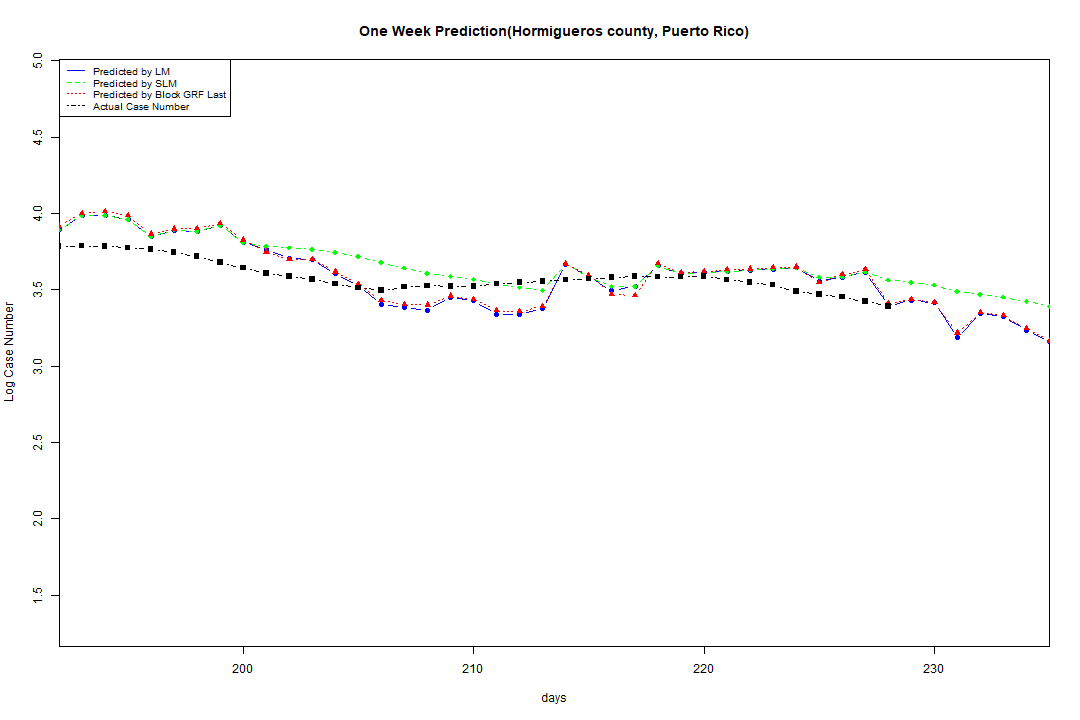 One Week Prediction(Hormigueros county, Puerto Rico)
Predicted by LM
Predicted by SLM
Predicted by Block GRF Last
Actual Case Number
5.0
4.5
4.0
3.5
3.0
2.5
2.0
1.5
Log Case Number
200
210
220
230
days